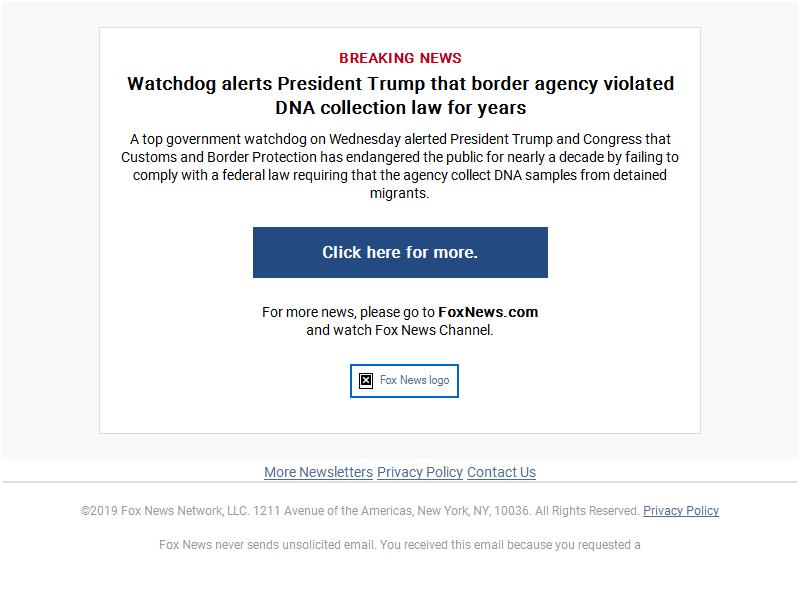 BREAKING NEWS
Watchdog alerts President Trump that border agency violated
DNA collection law for years
A top government watchdog on Wednesday alerted President Trump and Congress that
Customs and Border Protection has endangered the public for nearly a decade by failing to
comply with a federal law requiring that the agency collect DNA samples from detained
migrants.
Click here for more.
For more news, please go to FoxNews.com
and watch Fox News Channel.
Fox News logo
More Newsletters Privacy Policy Contact Us
©2019 Fox News Network, LLC. 1211 Avenue of the Americas, New York, NY, 10036. All Rights Reserved. Privacy Policy
Fox News never sends unsolicited email. You received this email because you requested a